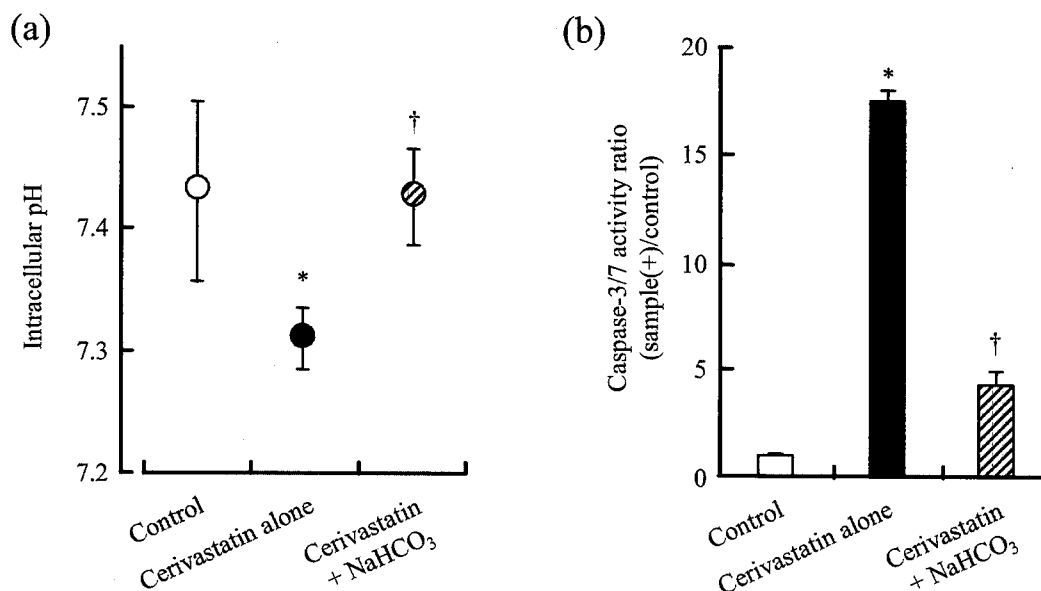 (a)
7.5
7.4
7.3
7.2
Intracellular pH
*
†
Control
Cerivastatin alone
Cerivastatin
+ NaHCO3
(b)
20
15
10
5
0
Caspase-3/7 activity ratio
(sample(+)/control)
*
†
Control
Cerivastatin alone
Cerivastatin
+ NaHCO3